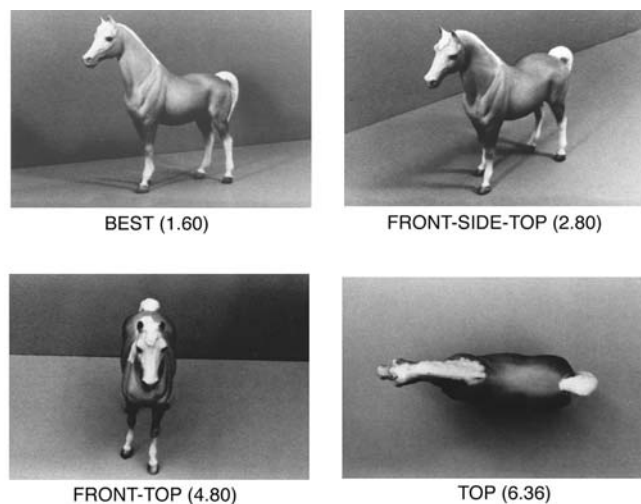 BEST (1.60)
FRONT-SIDE-TOP (2.80)
FRONT-TOP (4.80)
TOP (6.36)